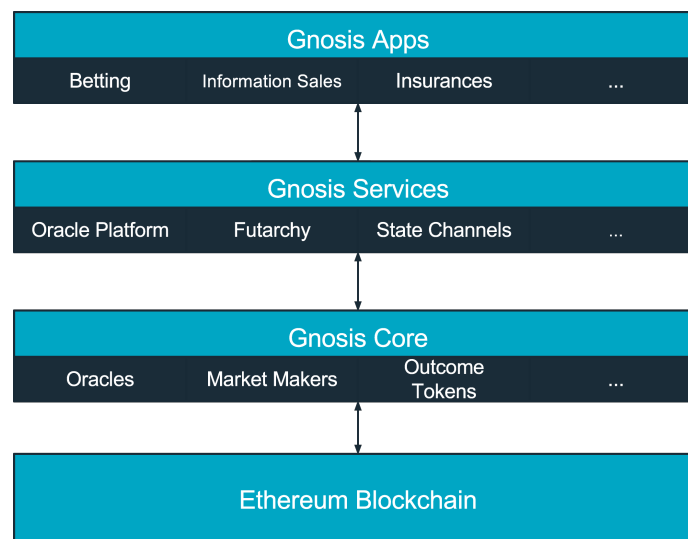 Gnosis Apps
Betting
Information Sales
Insurances
...
Gnosis Services
Oracle Platform
Futarchy
State Channels
...
Gnosis Core
Oracles
Market Makers
Outcome
Tokens
...
Ethereum Blockchain